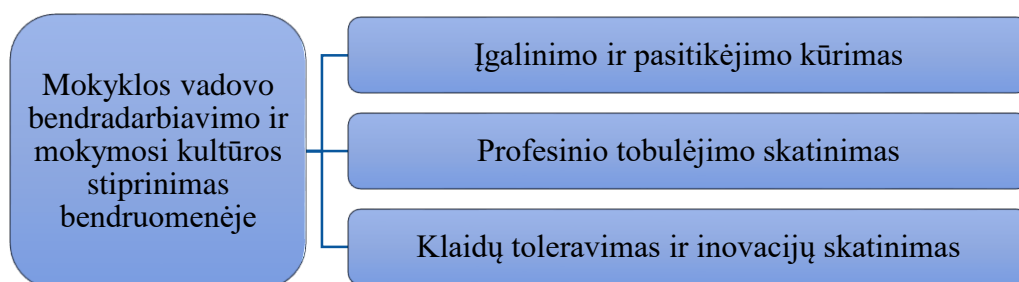 Mokyklos vadovo
bendradarbiavimo ir
mokymosi kultūros
stiprinimas
bendruomenėje
Įgalinimo ir pasitikėjimo kūrimas
Profesinio tobulėjimo skatinimas
Klaidų toleravimas ir inovacijų skatinimas